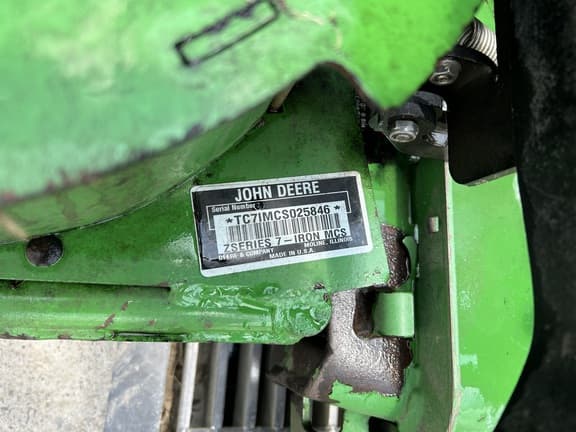 JOHN DEERE
Serial Number
*TC7IMCS025846*
ZSERIES 7-IRON MCS
DEERE & COMPANY MOLINE, ILLINOIS
MADE IN U.S.A.